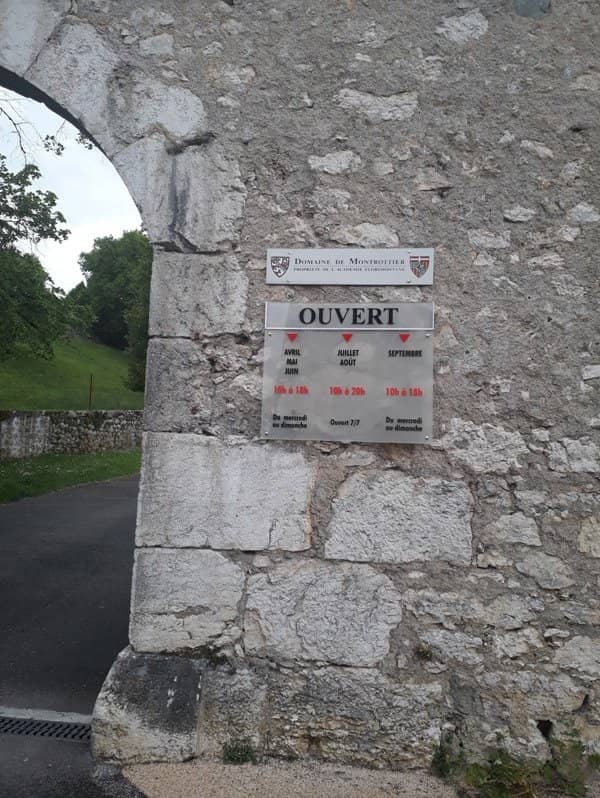 DOMAINE DE MONTROTTIER
PROPRIÉTÉ DE L'ACADÉMIE FLORIMONTANE
OUVERT
AVRIL
MAI
JUIN
10h à 18h
Du mercredi
au dimanche
JUILLET
AOÛT
10h à 20h
Ouvert 7/7
SEPTEMBRE
10h à 18h
Du mercredi
au dimanche